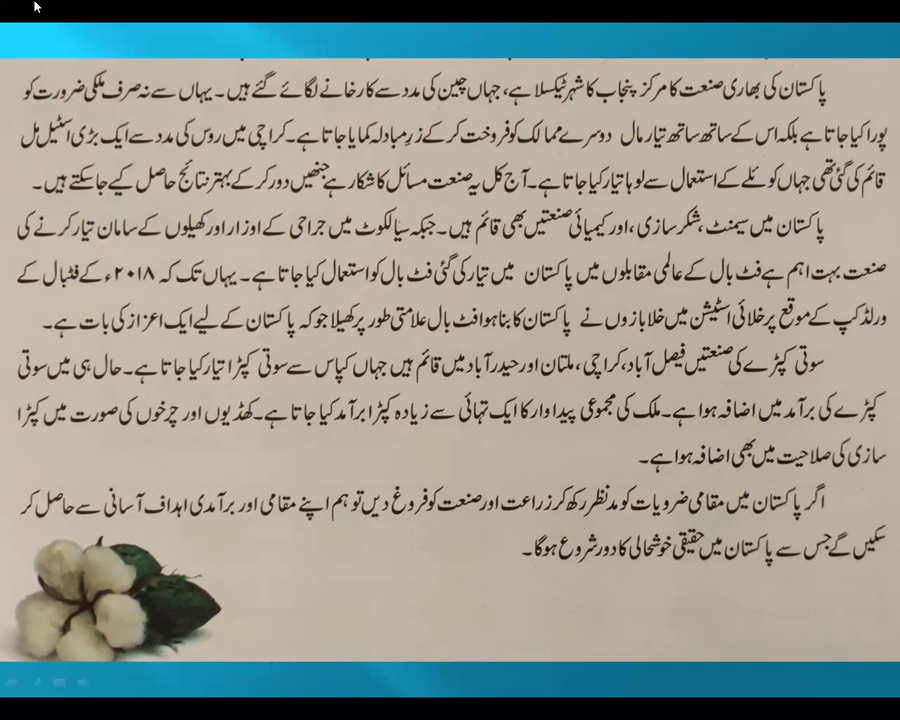 پاکستان کی بھاری صنعت کا مرکز پنجاب کا شہر ٹیکسلا ہے، جہاں چین کی مدد سے کارخانے لگائے گئے ہیں۔ یہاں سے نہ صرف ملکی ضرورت کو
پورا کیا جاتا ہے بلکہ اس کے ساتھ ساتھ تیار مال دوسرے ممالک کو فروخت کر کے زرِمبادلہ کمایا جاتا ہے۔ کراچی میں روس کی مدد سے ایک بڑی اسٹیل مل
قائم کی گئی تھی جہاں کوئلے کے استعمال سے لوہا تیار کیا جاتا ہے۔ آج کل یہ صنعت مسائل کا شکار ہے جنھیں دور کر کے بہتر نتائج حاصل کیے جا سکتے ہیں۔
پاکستان میں سیمنٹ، شکر سازی، اور کیمیائی صنعتیں بھی قائم ہیں۔ جبکہ سیالکوٹ میں جراحی کے اوزار اور کھیلوں کے سامان تیار کرنے کی
صنعت بہت اہم ہے فٹ بال کے عالمی مقابلوں میں پاکستان میں تیار کی گئی فٹ بال کو استعمال کیا جاتا ہے۔ یہاں تک کہ ۲۰۱۸ء کے فٹبال کے
ورلڈ کپ کے موقع پر خلائی اسٹیشن میں خلابازوں نے پاکستان کا بنا ہوا فٹ بال علامتی طور پر کھیلا جو کہ پاکستان کے لیے ایک اعزاز کی بات ہے۔
سوتی کپڑے کی صنعتیں فیصل آباد، کراچی، ملتان اور حیدرآباد میں قائم ہیں جہاں کپاس سے سوتی کپڑا تیار کیا جاتا ہے۔ حال ہی میں سوتی
کپڑے کی برآمد میں اضافہ ہوا ہے۔ ملک کی مجموعی پیداوار کا ایک تہائی سے زیادہ کپڑا برآمد کیا جاتا ہے۔ کھڈیوں اور چرخوں کی صورت میں کپڑا
سازی کی صلاحیت میں بھی اضافہ ہوا ہے۔
اگر پاکستان میں مقامی ضرویات کو مدنظر رکھ کر زراعت اور صنعت کو فروغ دیں تو ہم اپنے مقامی اور برآمدی اہداف آسانی سے حاصل کر
سکیں گے جس سے پاکستان میں حقیقی خوشحالی کا دور شروع ہوگا۔